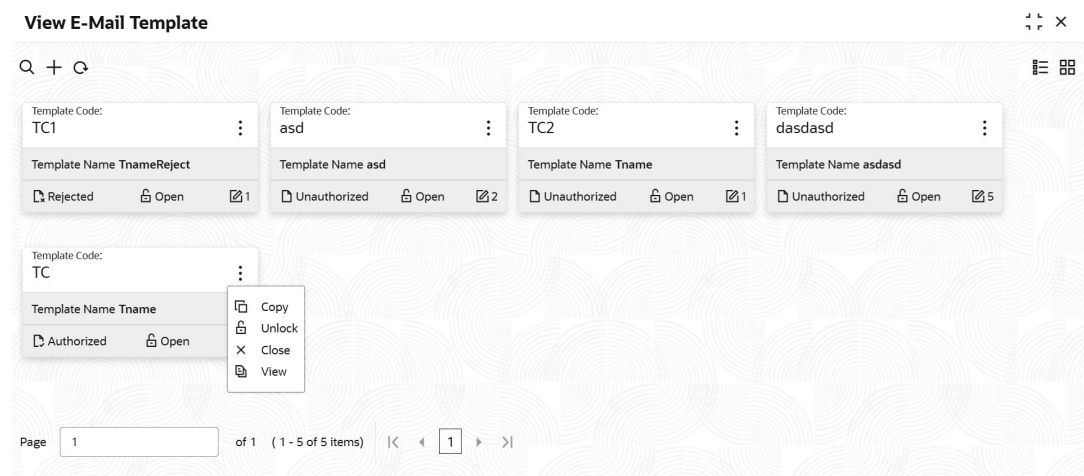 View E-Mail Template
Template Code:
TC1
Template Name TnameReject
Rejected Open 1
Template Code:
asd
Template Name asd
Unauthorized Open 2
Template Code:
TC2
Template Name Tname
Unauthorized Open 1
Template Code:
dasdasd
Template Name asdasd
Unauthorized Open 5
Template Code:
TC
Template Name Tname
Authorized Open
Copy
Unlock
Close
View
Page 1 of 1 ( 1 - 5 of 5 items) 1